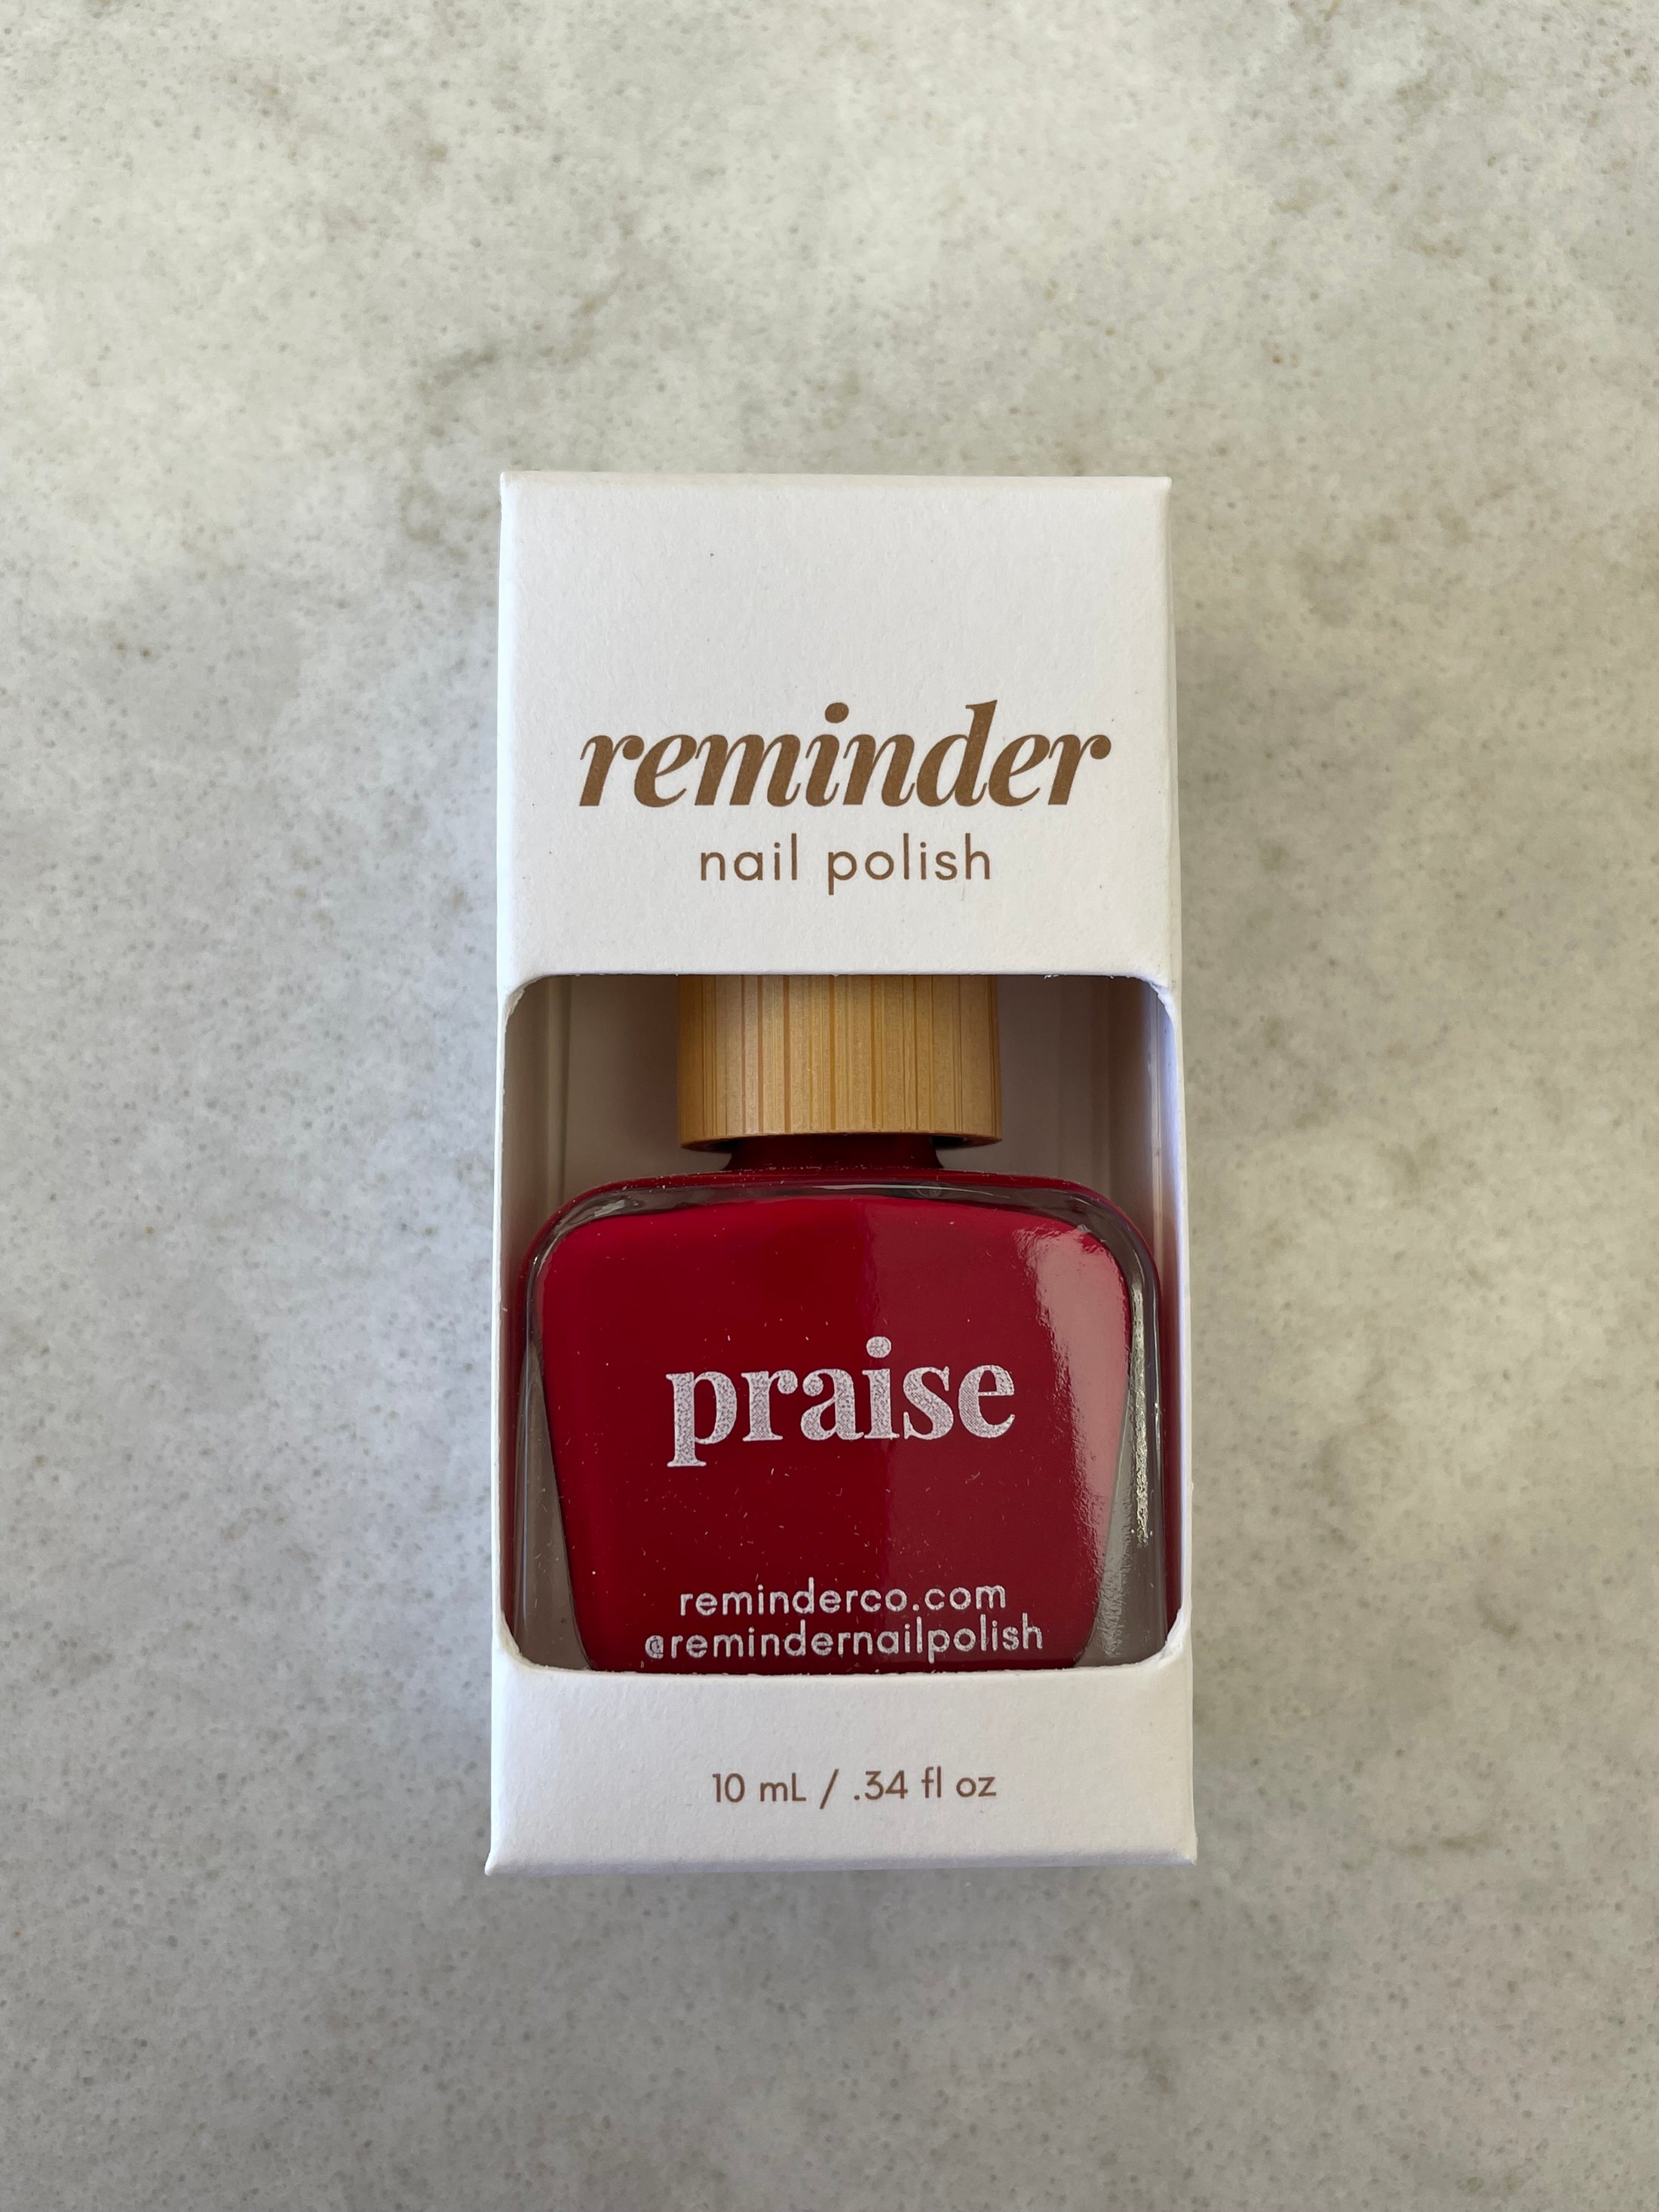 reminder
nail polish
praise
reminderco.com
@remindernailpolish
10 mL / .34 fl oz